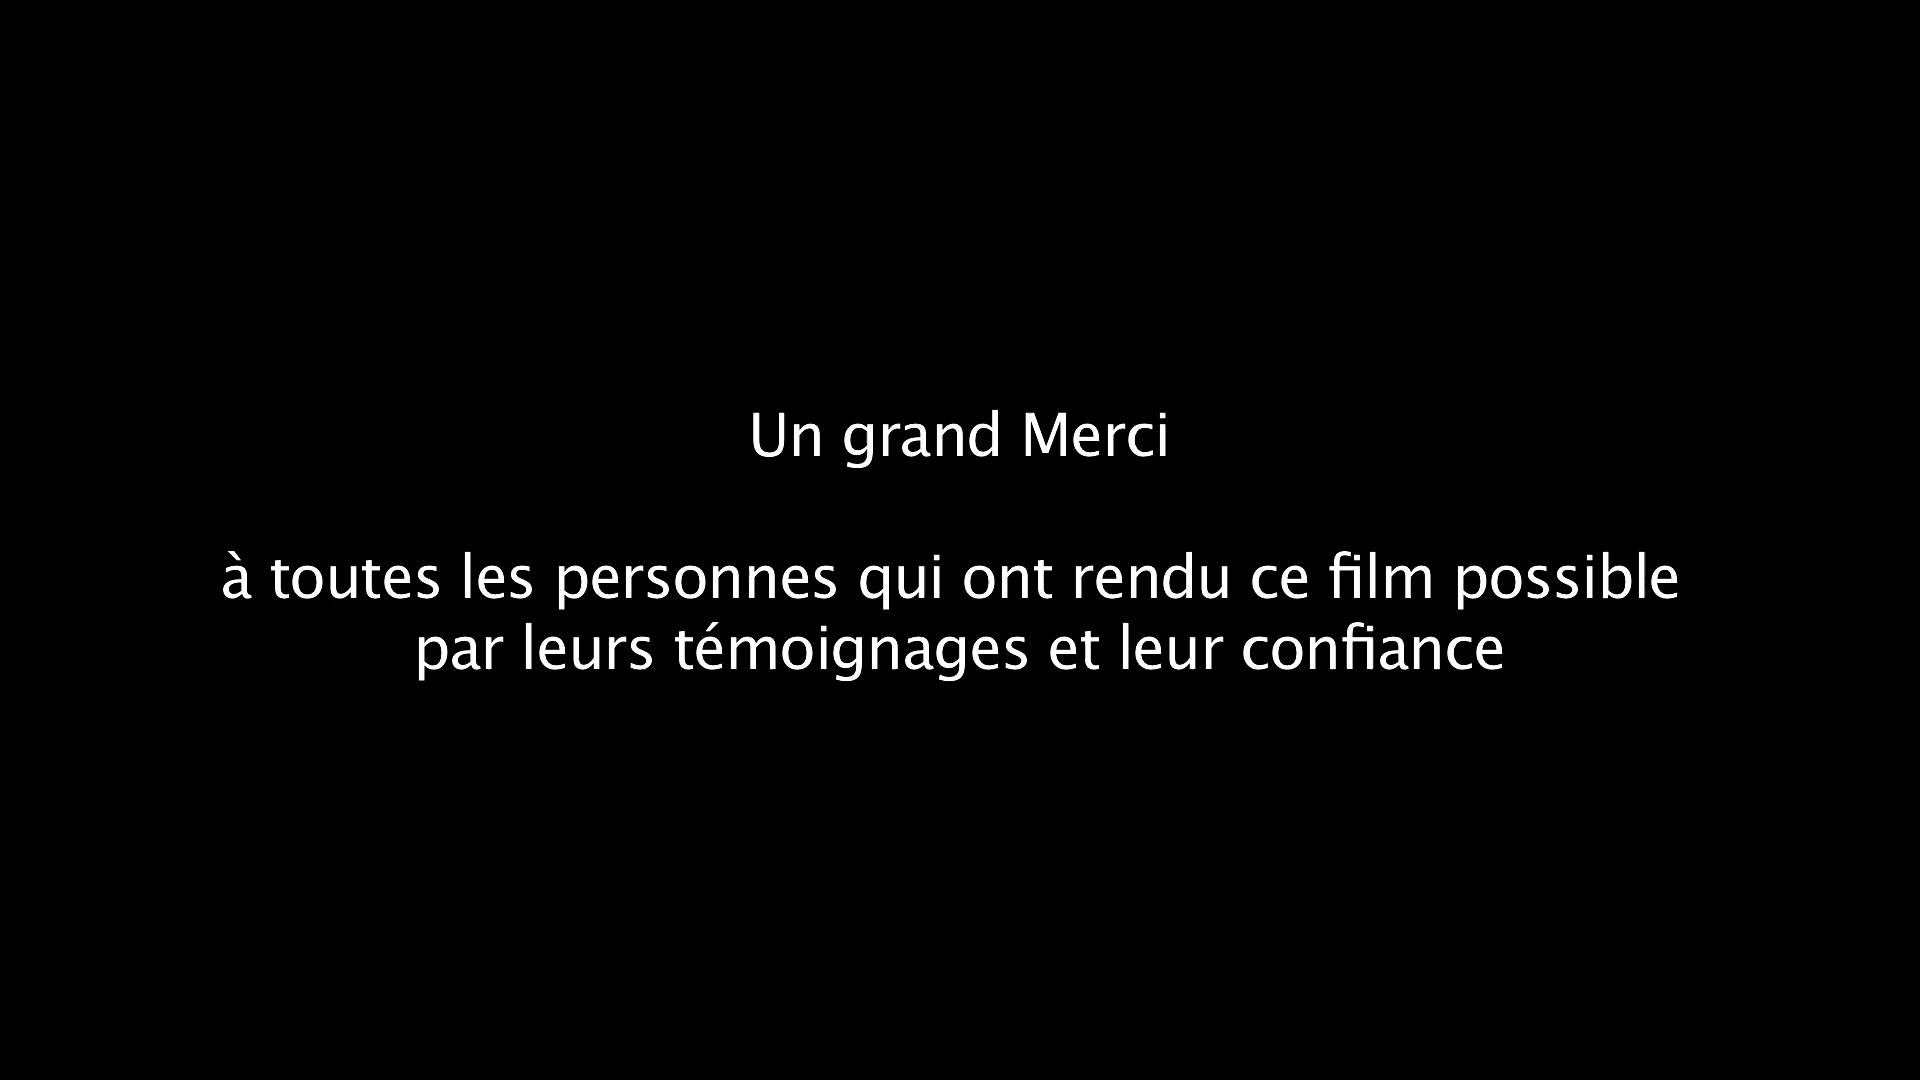 Un grand Merci
à toutes les personnes qui ont rendu ce film possible
par leurs témoignages et leur confiance